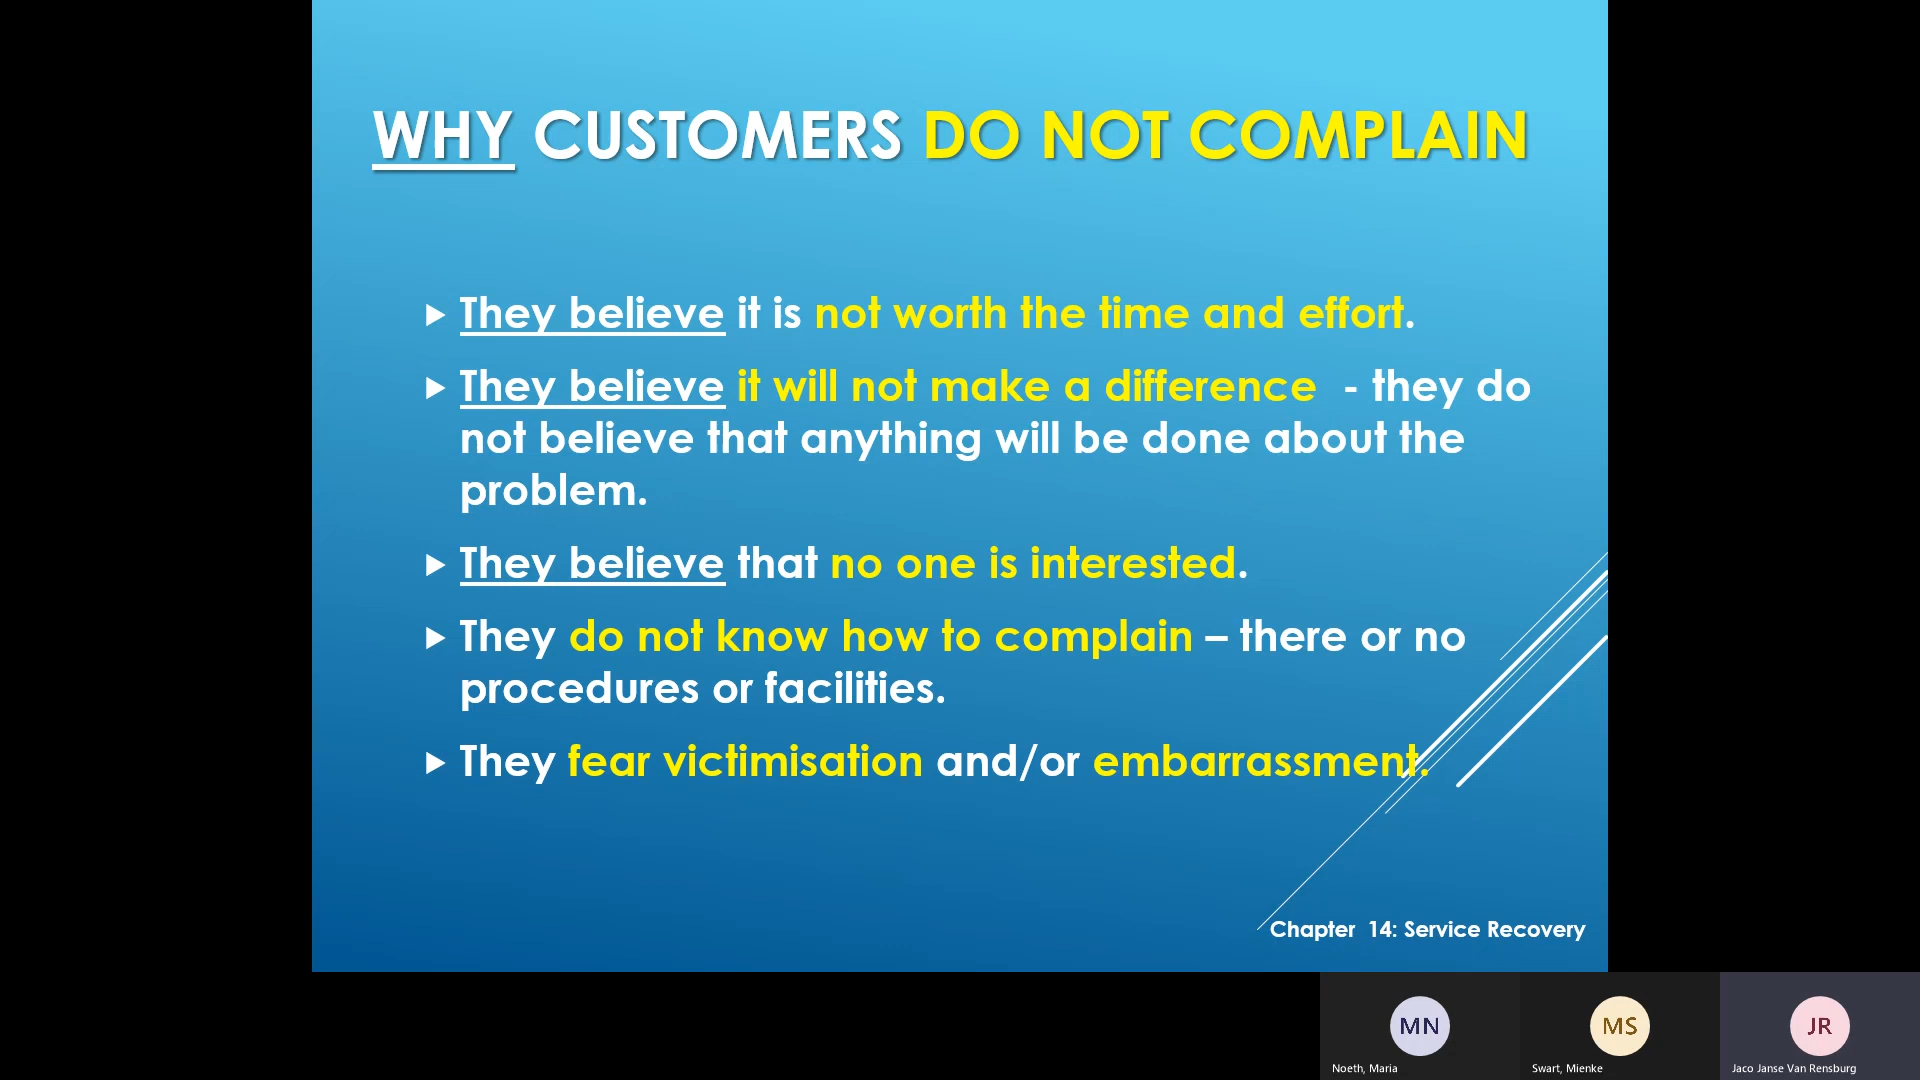 WHY CUSTOMERS DO NOT COMPLAIN
They believe it is not worth the time and effort.
They believe it will not make a difference - they do
not believe that anything will be done about the
problem.
They believe that no one is interested.
They do not know how to complain – there or no
procedures or facilities.
They fear victimisation and/or embarrassment.
Chapter 14: Service Recovery
MN
MS
JR
Noeth, Maria
Swart, Mienke
Jaco Janse Van Rensburg